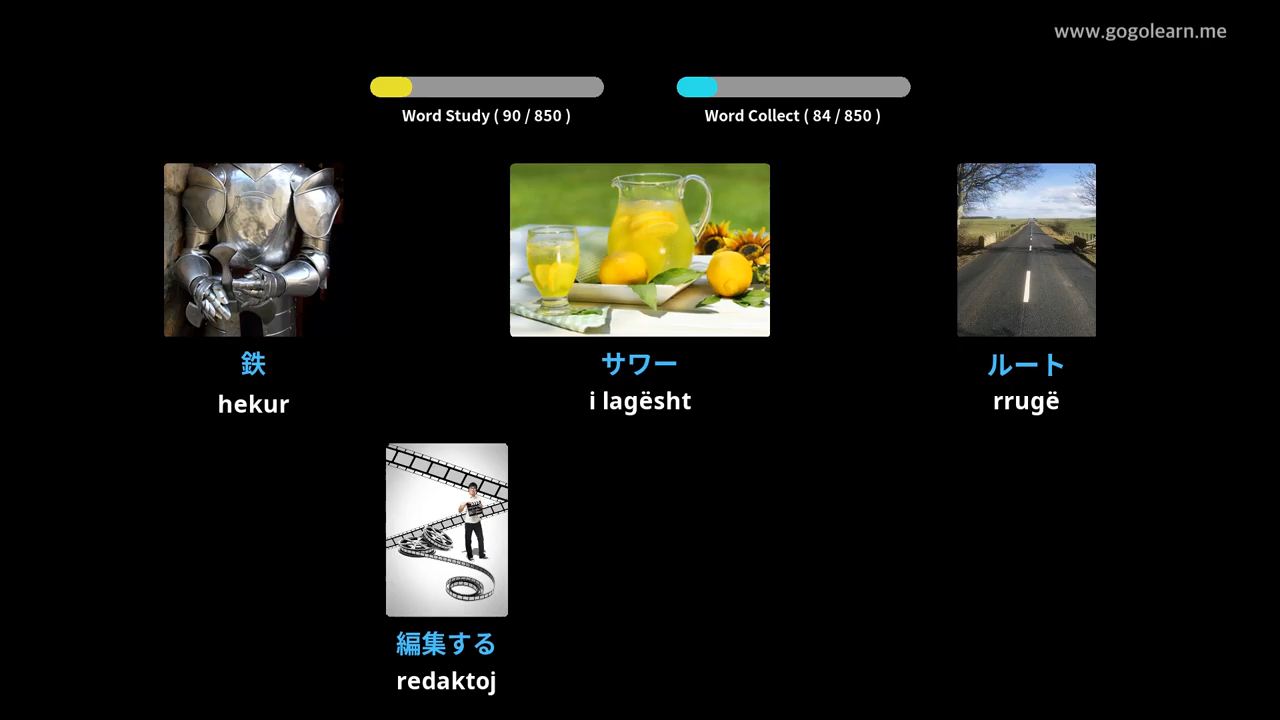 www.gogolearn.me
Word Study ( 90 / 850 )
Word Collect ( 84 / 850 )
鉄
hekur
サワー
i lagësht
ルート
rrugë
編集する
redaktoj